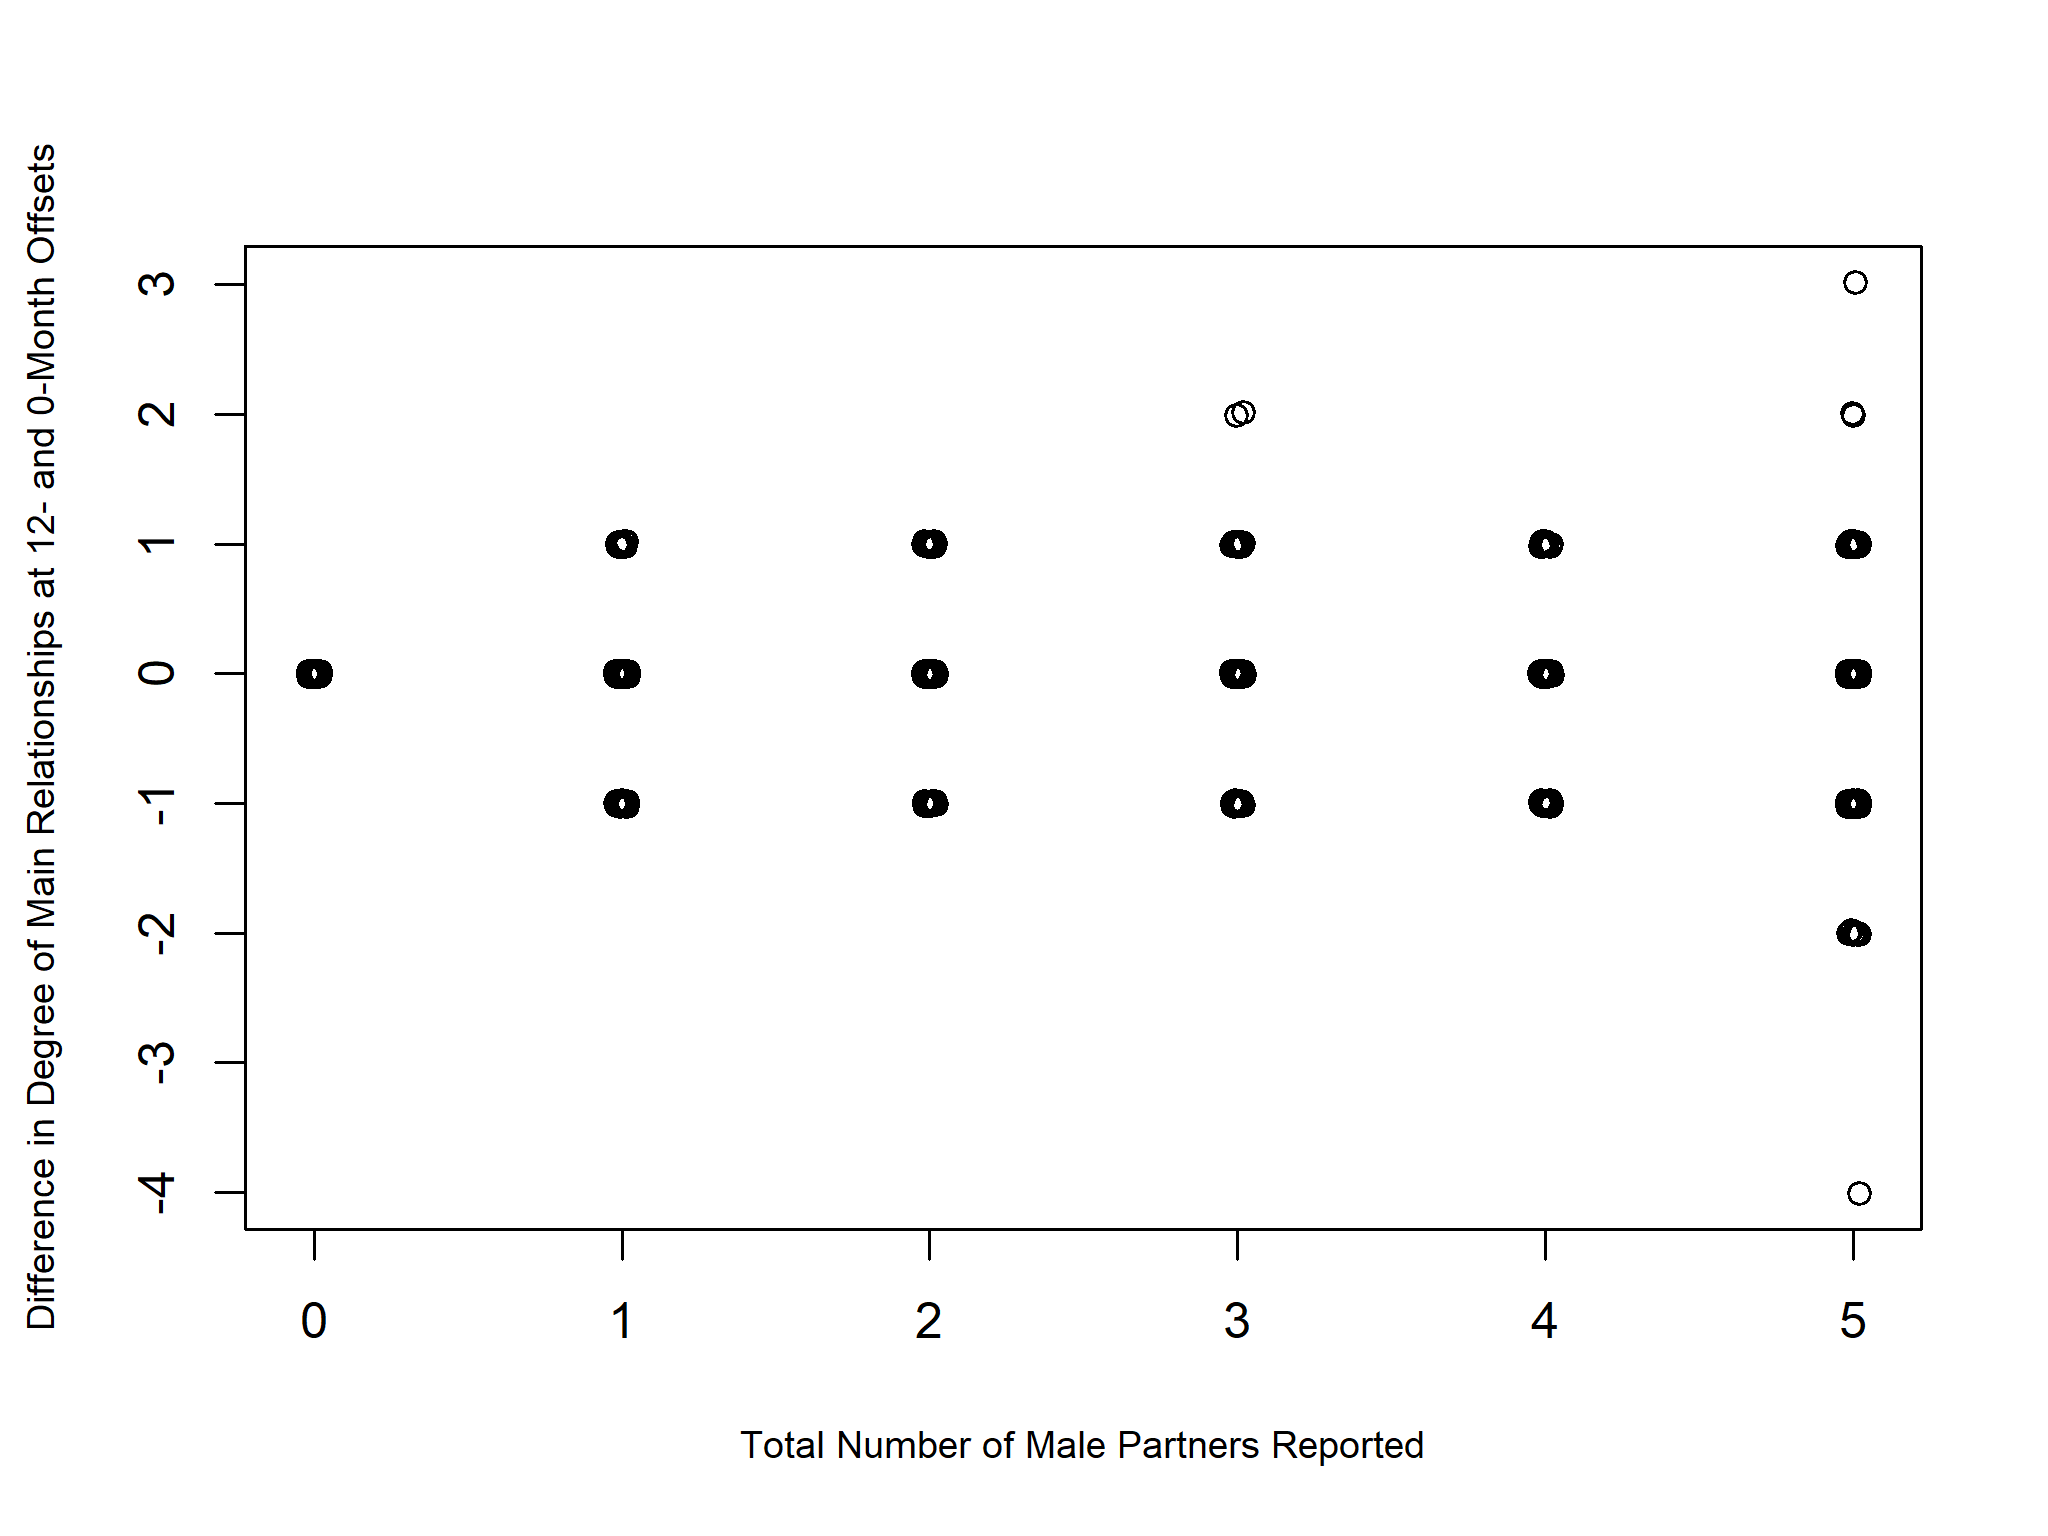 Difference in Degree of Main Relationships at 12- and 0-Month Offsets
3
2
1
0
-1
-2
-3
-4
0 1 2 3 4 5
Total Number of Male Partners Reported